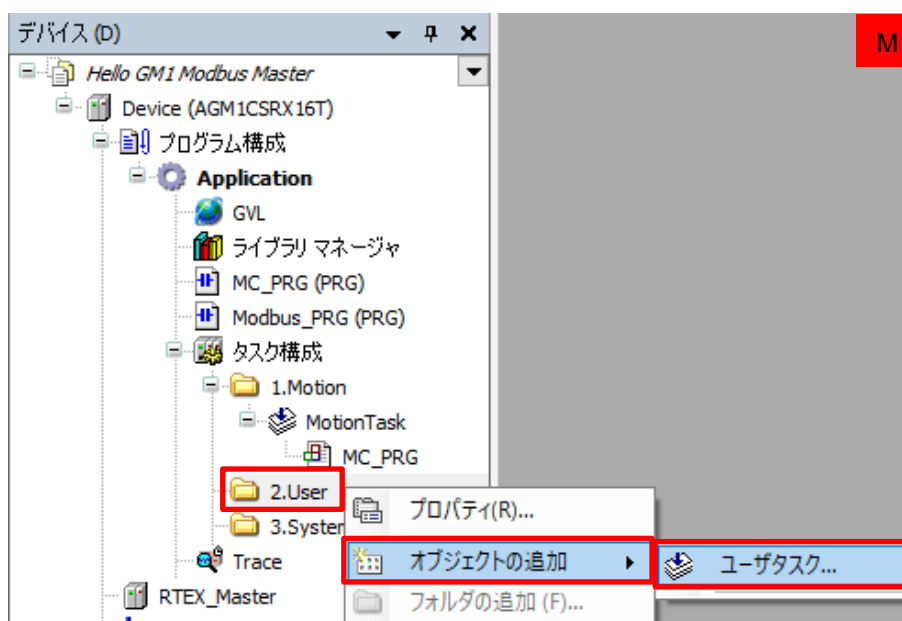 デバイス (D)
M
Hello GM1 Modbus Master
Device (AGM1CSRX16T)
プログラム構成
Application
GVL
ライブラリ マネージャ
MC_PRG (PRG)
Modbus_PRG (PRG)
タスク構成
1.Motion
MotionTask
MC_PRG
2.User
プロパティ(R)...
3.System
オブジェクトの追加
ユーザタスク...
Trace
RTEX_Master
フォルダの追加 (F)...